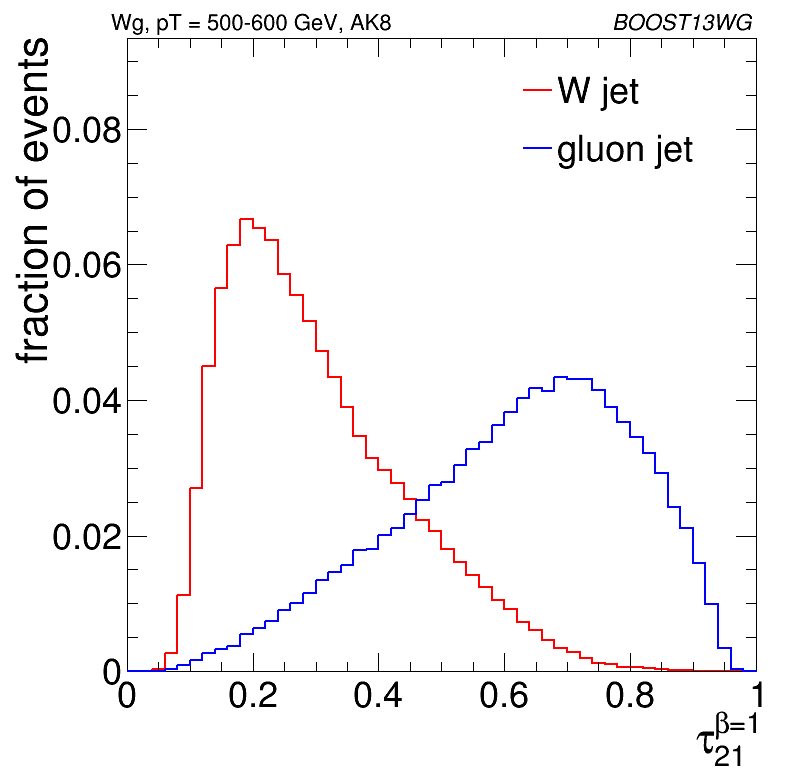 Wg, pT = 500-600 GeV, AK8
BOOST13WG
W jet
gluon jet
fraction of events
0.08
0.06
0.04
0.02
0
0
0.2
0.4
0.6
0.8
1
τ21^β=1